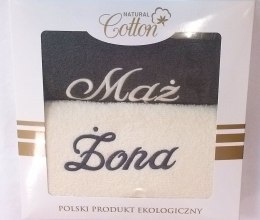 NATURAL
Cotton
Mąż
Żona
POLSKI PRODUKT EKOLOGICZNY